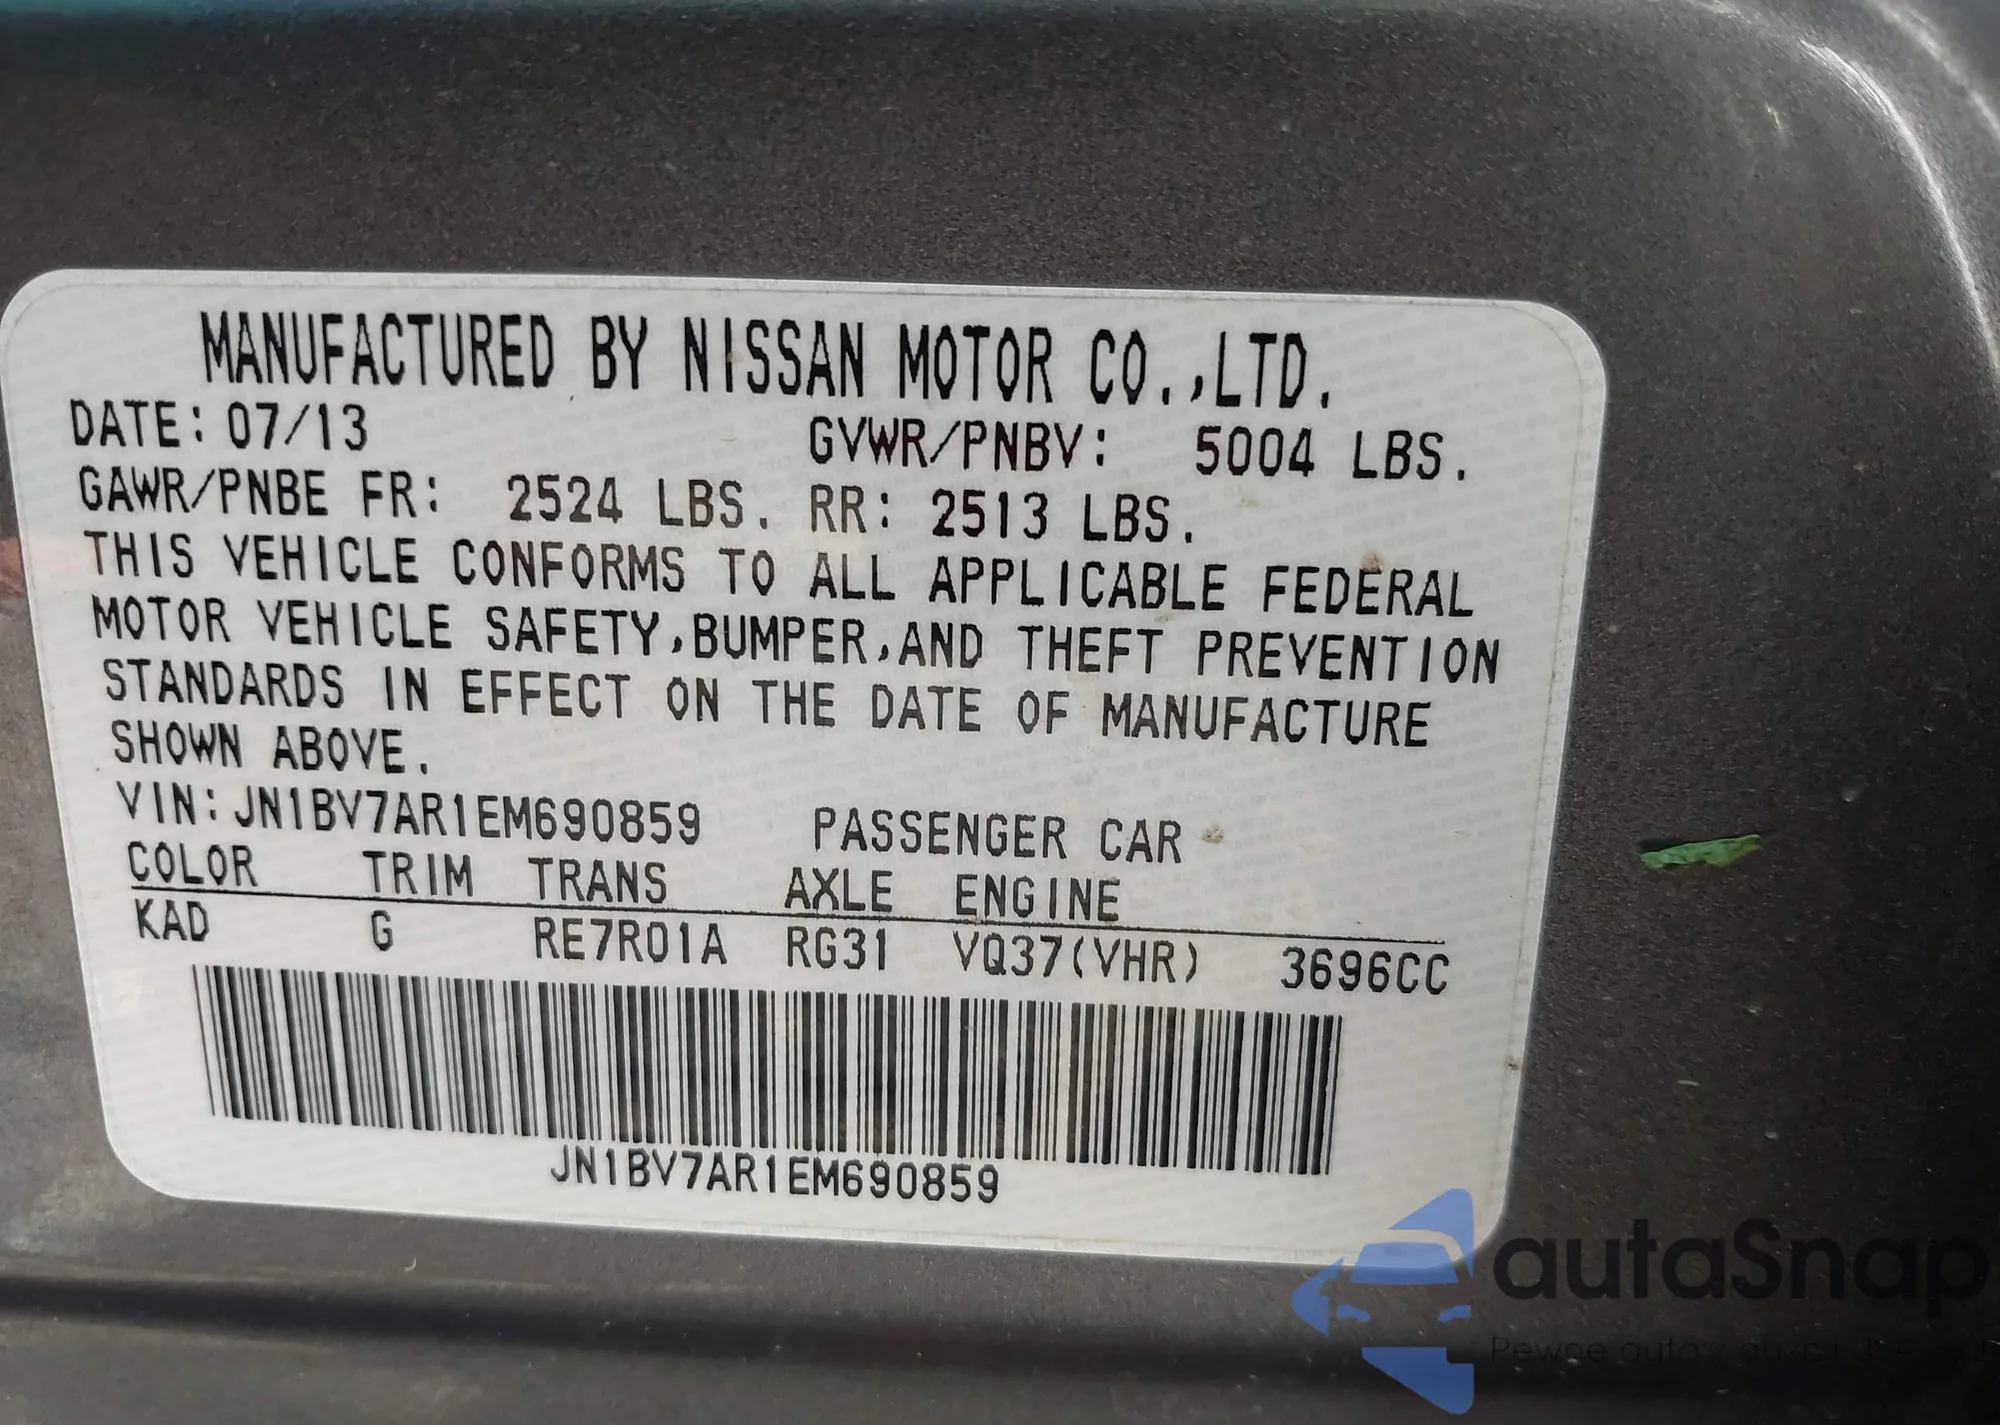 MANUFACTURED BY NISSAN MOTOR CO.,LTD.
DATE: 07/13 GVWR/PNBV: 5004 LBS.
GAWR/PNBE FR: 2524 LBS. RR: 2513 LBS.
THIS VEHICLE CONFORMS TO ALL APPLICABLE FEDERAL
MOTOR VEHICLE SAFETY,BUMPER,AND THEFT PREVENTION
STANDARDS IN EFFECT ON THE DATE OF MANUFACTURE
SHOWN ABOVE.
VIN:JN1BV7AR1EM690859 PASSENGER CAR
COLOR TRIM TRANS AXLE ENGINE
KAD G RE7R01A RG31 VQ37(VHR) 3696CC
JN1BV7AR1EM690859
autaSnap
Pewne auta z aukcji